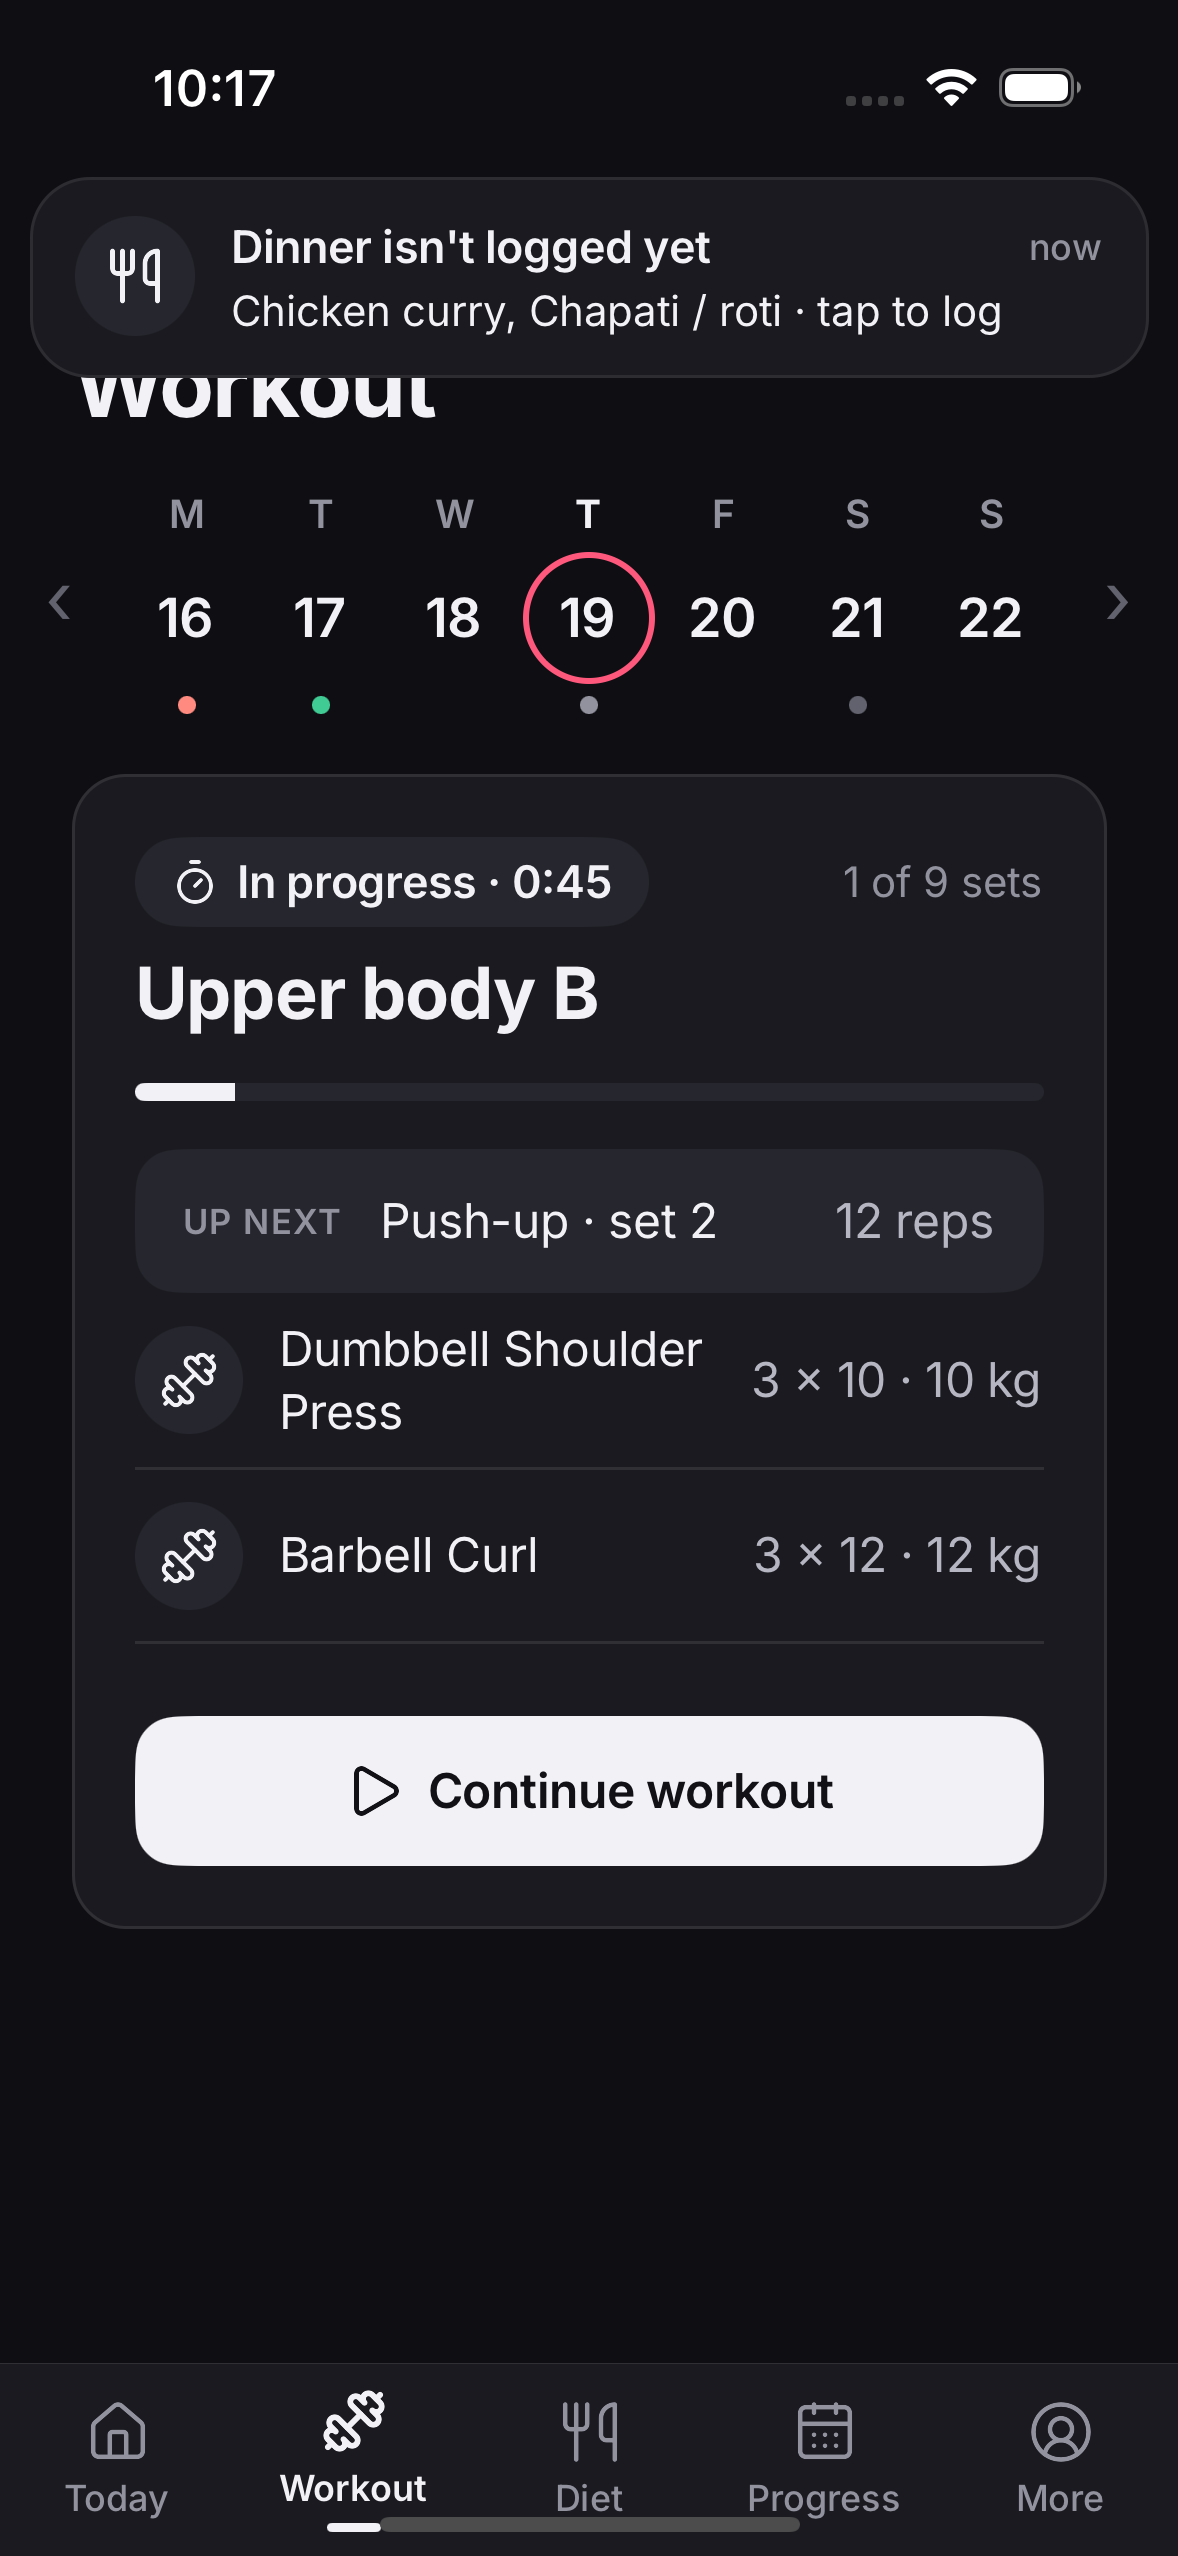 10:17
Dinner isn't logged yet
now
Chicken curry, Chapati / roti · tap to log
Workout
M T W T F S S
16 17 18 19 20 21 22
In progress · 0:45
1 of 9 sets
Upper body B
UP NEXT Push-up · set 2 12 reps
Dumbbell Shoulder
Press
3 × 10 · 10 kg
Barbell Curl 3 × 12 · 12 kg
Continue workout
Today Workout Diet Progress More